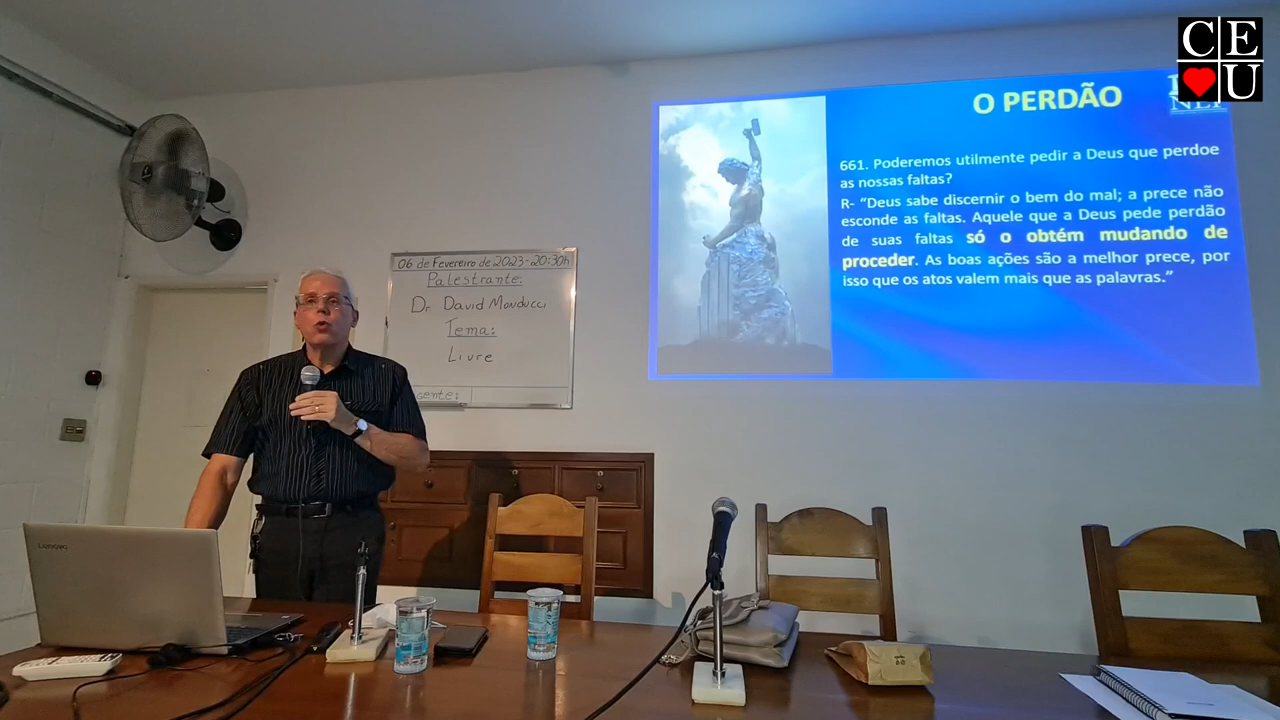 C E
U
O PERDÃO
661. Poderemos utilmente pedir a Deus que perdoe
as nossas faltas?
R- “Deus sabe discernir o bem do mal; a prece não
esconde as faltas. Aquele que a Deus pede perdão
de suas faltas só o obtém mudando de
proceder. As boas ações são a melhor prece, por
isso que os atos valem mais que as palavras.”
06 de Fevereiro de 2023-20:30h
Palestrante:
Dr David Monducci
Tema:
Livre
Lenovo